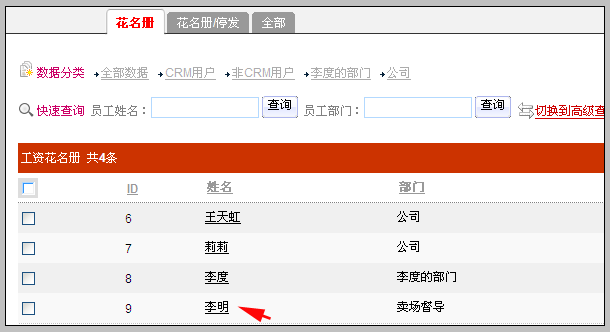 花名册 花名册/停发 全部
数据分类 全部数据 CRM用户 非CRM用户 李度的部门 公司
快速查询 员工姓名： 查询 员工部门： 查询 切换到高级查
工资花名册 共4条
ID 姓名 部门
6 王天虹 公司
7 莉莉 公司
8 李度 李度的部门
9 李明 卖场督导